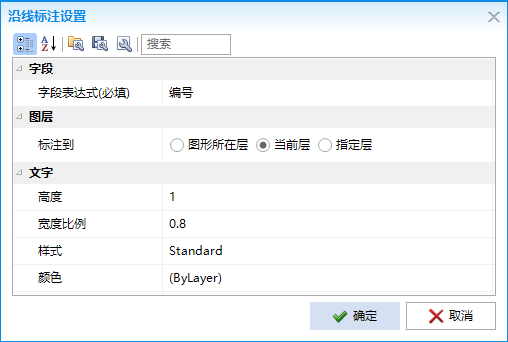 沿线标注设置
搜索
字段
字段表达式(必填) 编号
图层
标注到 图形所在层 当前层 指定层
文字
高度 1
宽度比例 0.8
样式 Standard
颜色 (ByLayer)
确定 取消